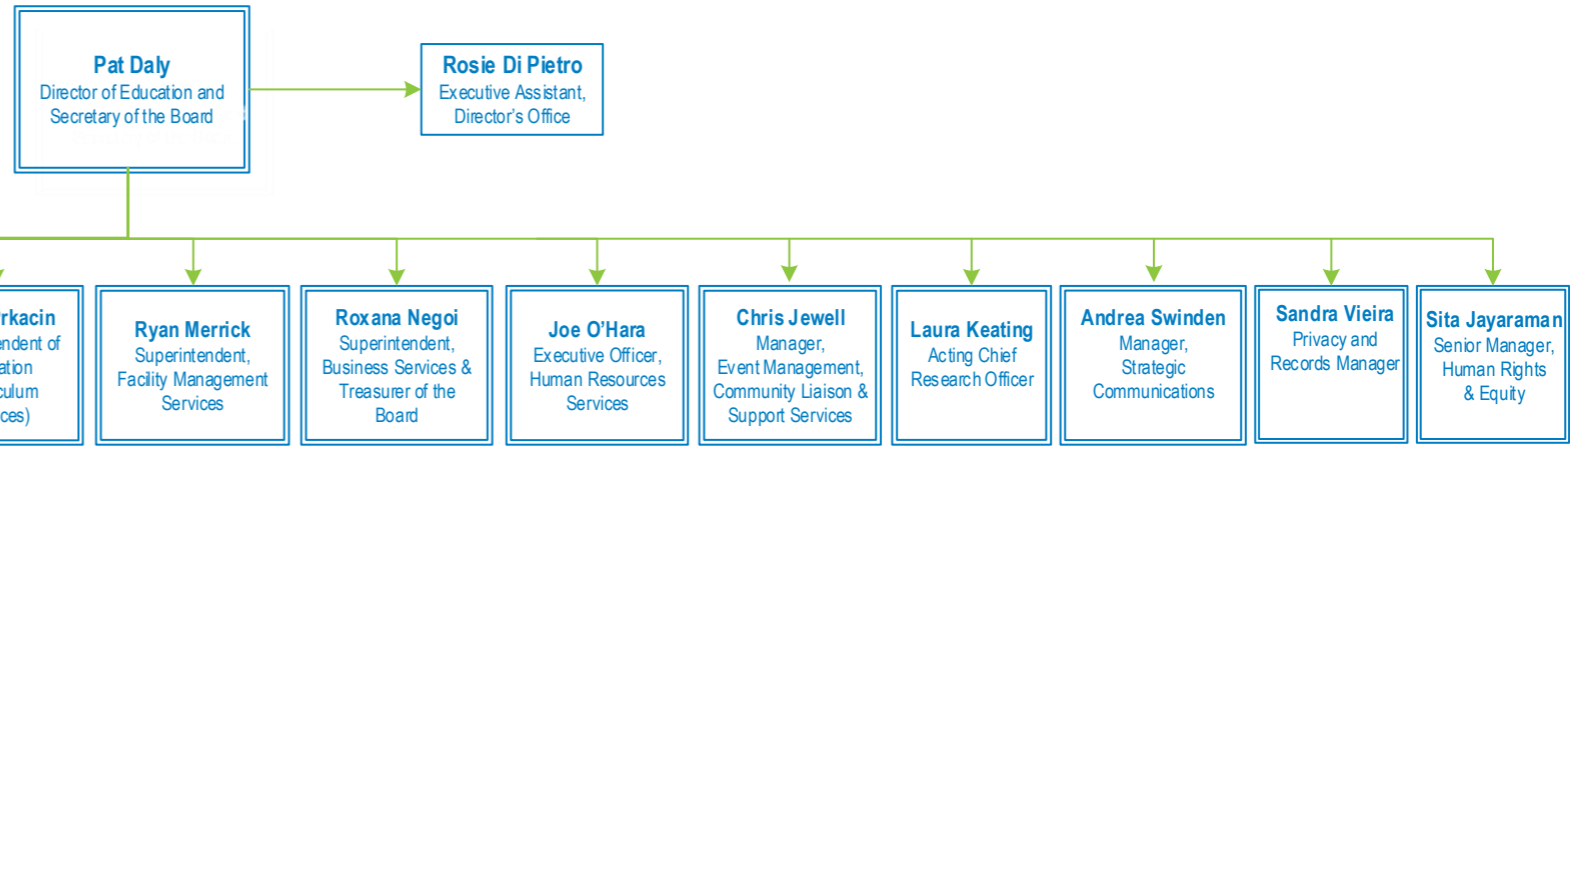 Pat Daly
Director of Education and
Secretary of the Board
Rosie Di Pietro
Executive Assistant,
Director's Office
rkacin
endent of
ation
culum
ces)
Ryan Merrick
Superintendent,
Facility Management
Services
Roxana Negoi
Superintendent,
Business Services &
Treasurer of the
Board
Joe O'Hara
Executive Officer,
Human Resources
Services
Chris Jewell
Manager,
Event Management,
Community Liaison &
Support Services
Laura Keating
Acting Chief
Research Officer
Andrea Swinden
Manager,
Strategic
Communications
Sandra Vieira
Privacy and
Records Manager
Sita Jayaraman
Senior Manager,
Human Rights
& Equity